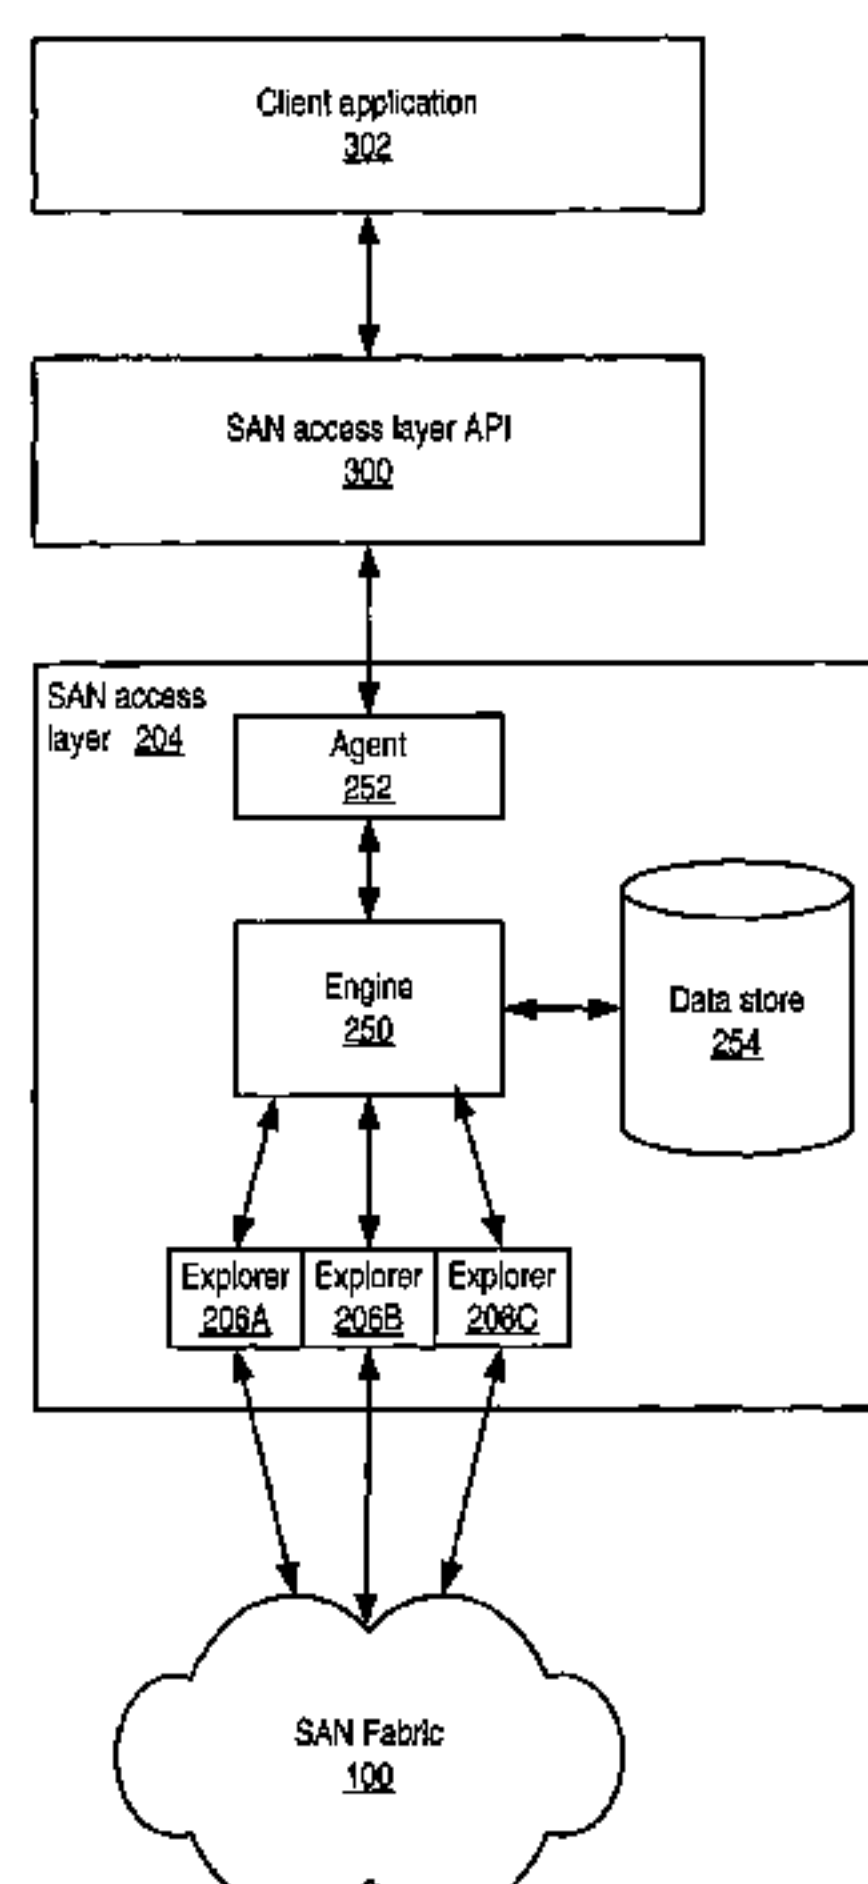 Client application
302
SAN access layer API
300
SAN access
layer 204
Agent
252
Engine
250
Data store
254
Explorer Explorer Explorer
206A 206B 206C
SAN Fabric
100